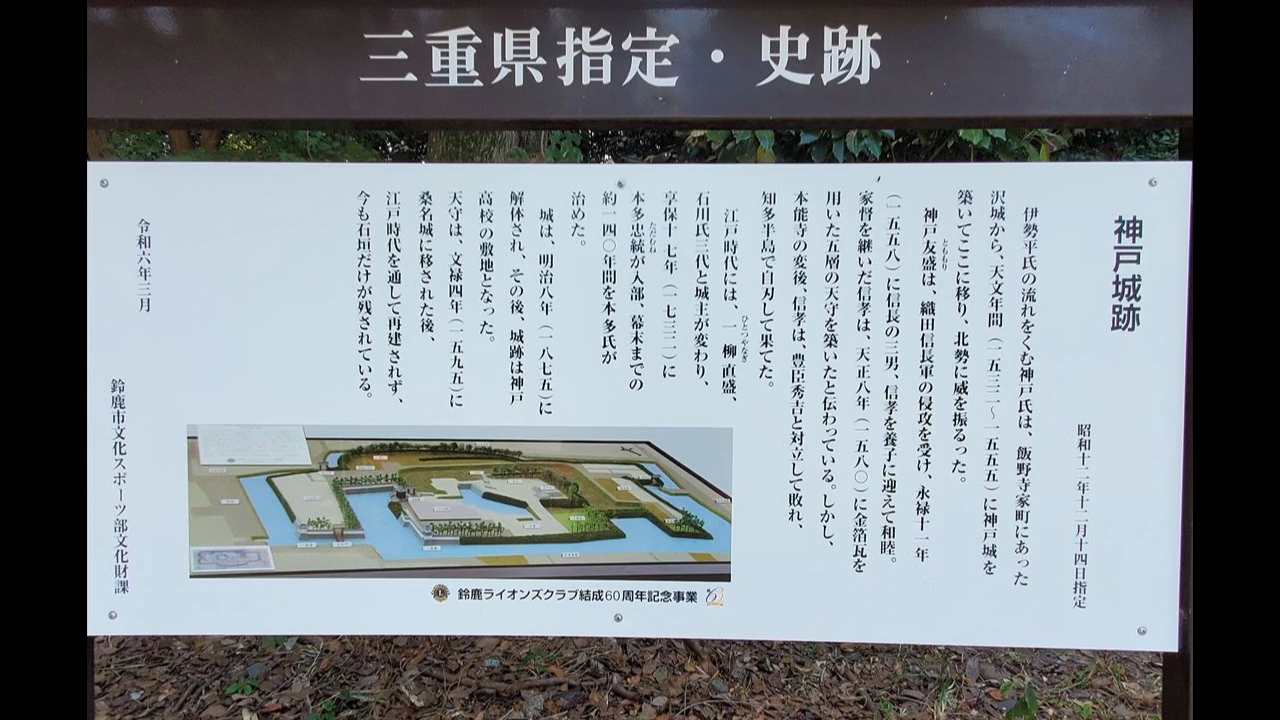 三重県指定・史跡
神戸城跡
昭和十二年十二月十四日指定
伊勢平氏の流れをくむ神戸氏は、飯野寺家町にあった
沢城から、天文年間（一五三二～一五五五）に神戸城を
築いてここに移り、北勢に威を振るった。
神戸友盛は、織田信長軍の侵攻を受け、永禄十一年
とももり
（一五五八）に信長の三男、信孝を養子に迎えて和睦。
家督を継いだ信孝は、天正八年（一五八〇）に金箔瓦を
用いた五層の天守を築いたと伝わっている。しかし、
本能寺の変後、信孝は、豊臣秀吉と対立して敗れ、
知多半島で自刃して果てた。
江戸時代には、一柳直盛、
ひとつやなぎ
石川氏三代と城主が変わり、
享保十七年（一七三二）に
本多忠統が入部、幕末までの
ただむね
約一四〇年間を本多氏が
治めた。
城は、明治八年（一八七五）に
解体され、その後、城跡は神戸
高校の敷地となった。
天守は、文禄四年（一五九五）に
桑名城に移された後、
江戸時代を通して再建されず、
今も石垣だけが残されている。
令和六年三月
鈴鹿市文化スポーツ部文化財課
鈴鹿ライオンズクラブ結成60周年記念事業